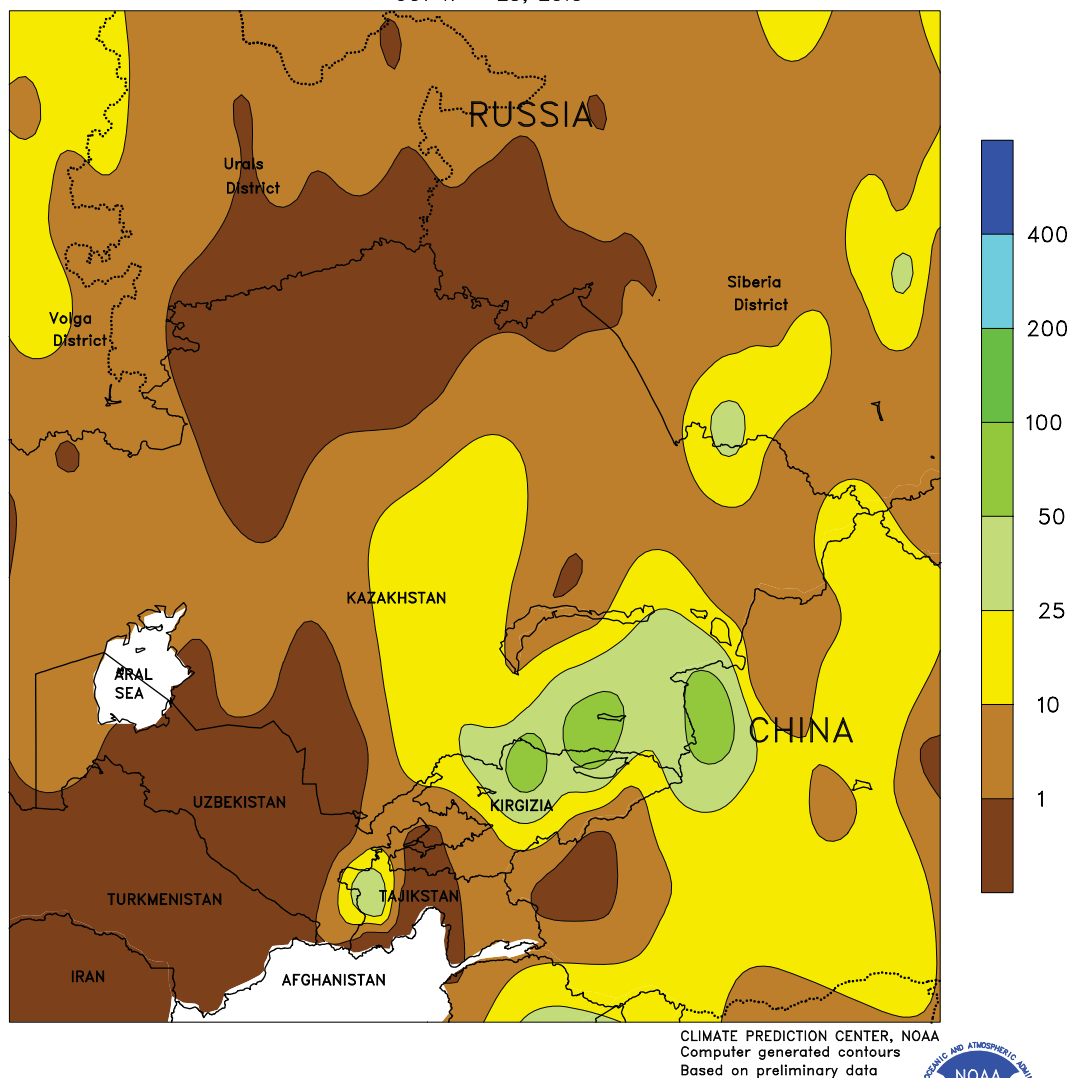 RUSSIA
Urals
District
Siberia
District
Volga
District
400
200
100
50
25
10
1
KAZAKHSTAN
ARAL
SEA
CHINA
UZBEKISTAN
KIRGIZIA
TURKMENISTAN
TAJIKSTAN
IRAN
AFGHANISTAN
CLIMATE PREDICTION CENTER, NOAA
Computer generated contours
Based on preliminary data
NOAA